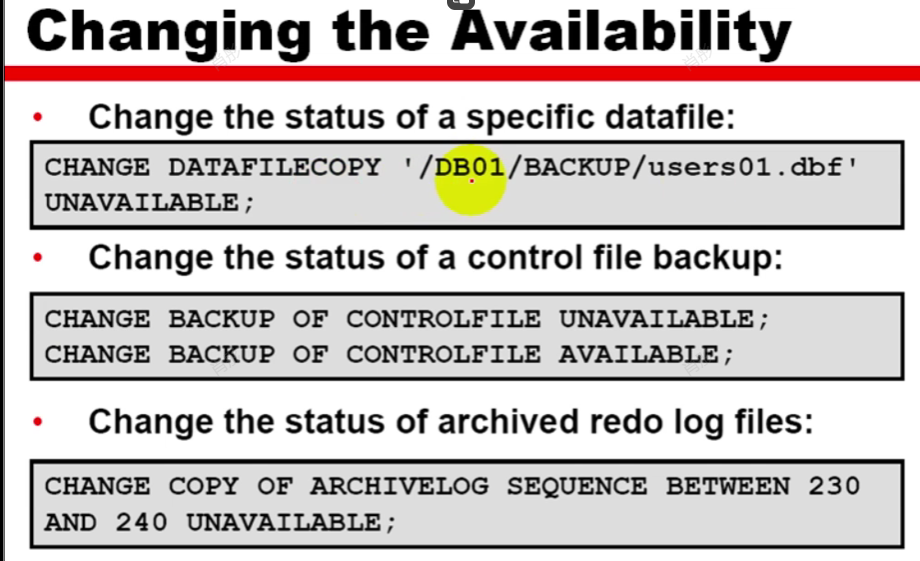 Changing the Availability
• Change the status of a specific datafile:
CHANGE DATAFILECOPY '/DB01/BACKUP/users01.dbf'
UNAVAILABLE;
• Change the status of a control file backup:
CHANGE BACKUP OF CONTROLFILE UNAVAILABLE;
CHANGE BACKUP OF CONTROLFILE AVAILABLE;
• Change the status of archived redo log files:
CHANGE COPY OF ARCHIVELOG SEQUENCE BETWEEN 230
AND 240 UNAVAILABLE;